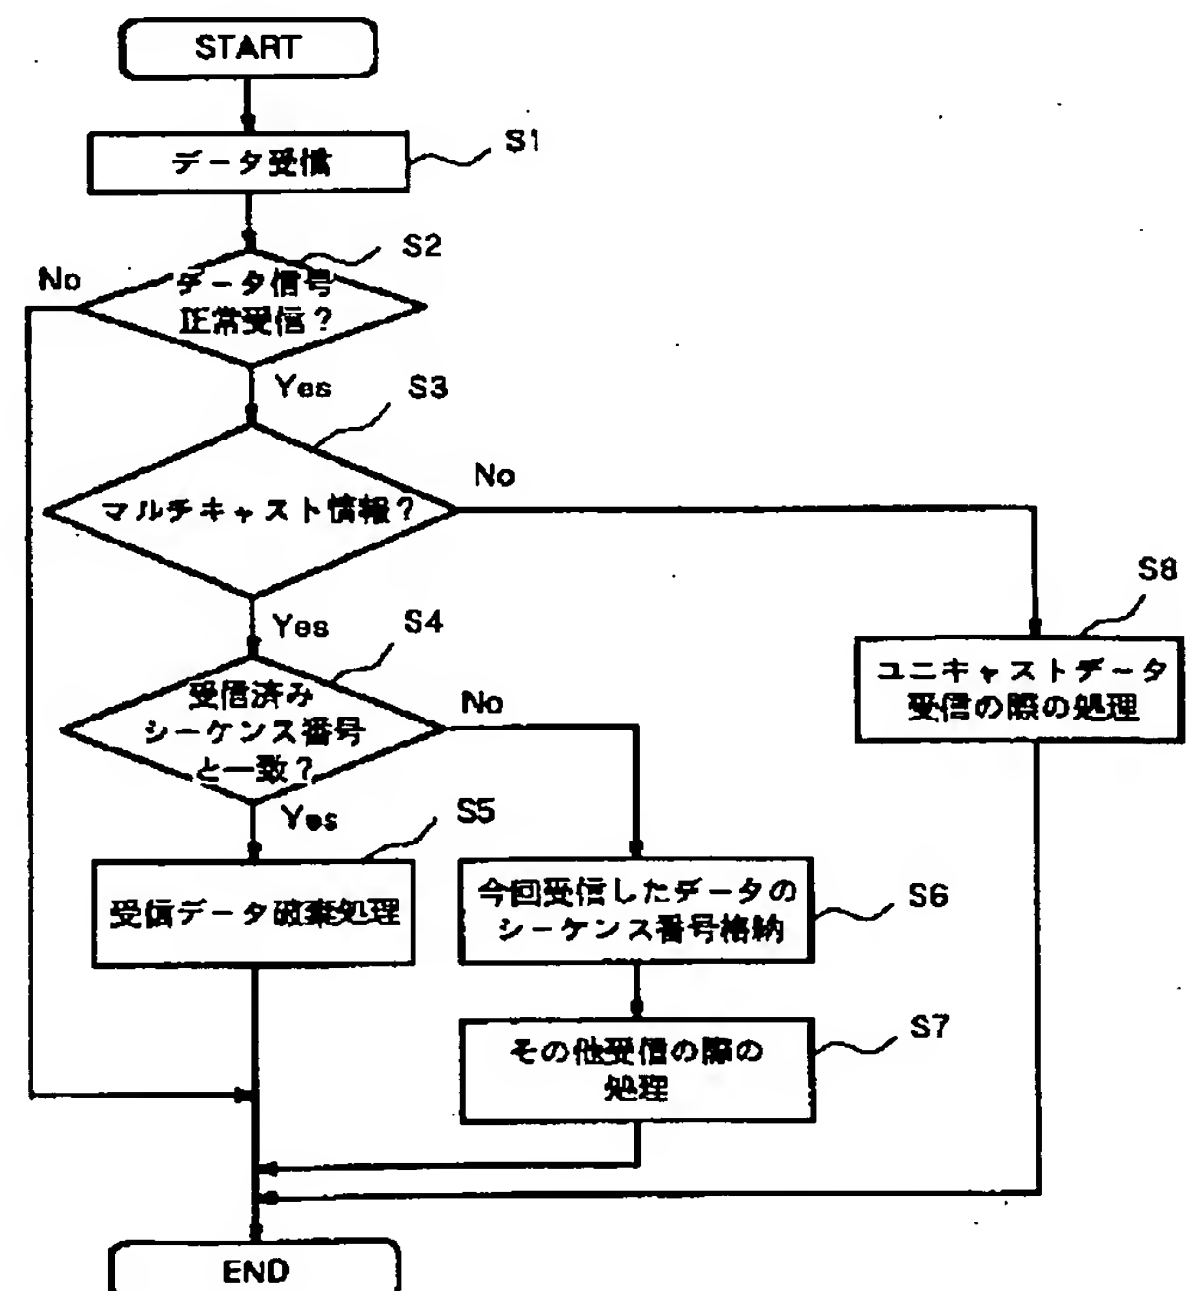 START
データ受信
S1
S2
No
データ信号
正常受信？
Yes
S3
マルチキャスト情報？
No
Yes
S4
受信済み
シーケンス番号
と一致？
No
S8
ユニキャストデータ
受信の際の処理
Yes
S5
受信データ破棄処理
今回受信したデータの
シーケンス番号格納
S6
その他受信の際の
処理
S7
END